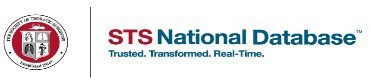 STS National Database™
Trusted. Transformed. Real-Time.